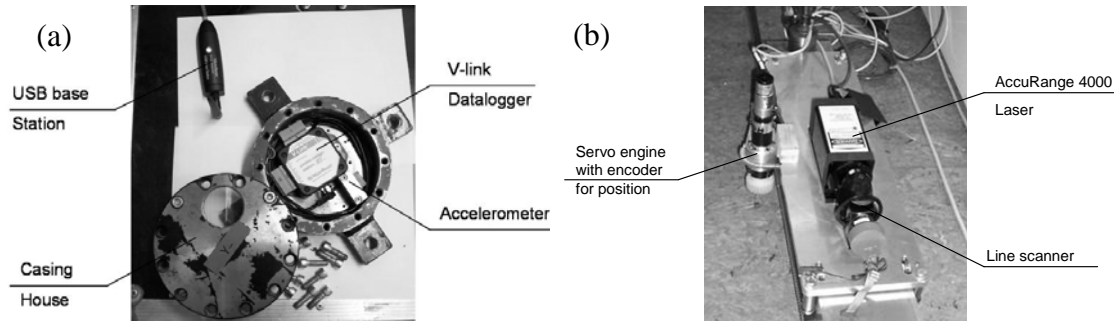 (a)
USB base
Station
V-link
Datalogger
Accelerometer
Casing
House
(b)
AccuRange 4000
Laser
Servo engine
with encoder
for position
Line scanner